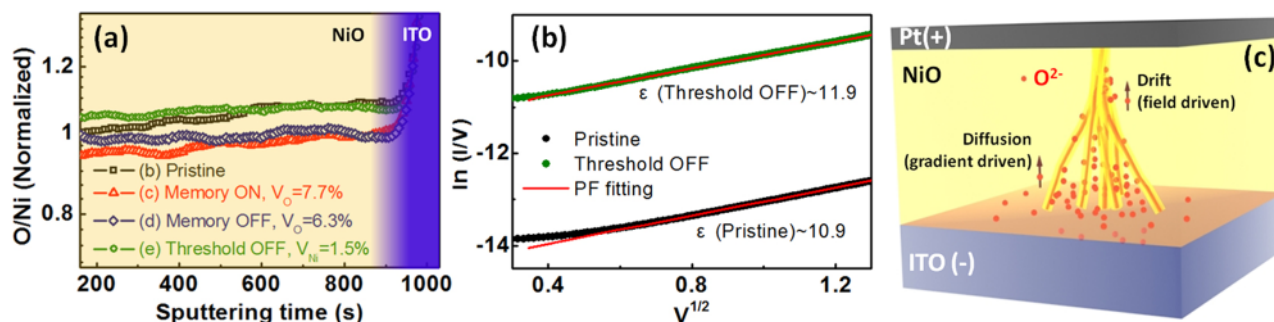 (a)
NiO
ITO
O/Ni (Normalized)
1.2
1
0.8
(b) Pristine
(c) Memory ON, V_O=7.7%
(d) Memory OFF, V_O=6.3%
(e) Threshold OFF, V_Ni=1.5%
200 400 600 800 1000
Sputtering time (s)
(b)
ln (I/V)
-10
-12
-14
ε (Threshold OFF)~11.9
Pristine
Threshold OFF
PF fitting
ε (Pristine)~10.9
0.4 0.8 1.2
V^1/2
Pt(+)
(c)
NiO
O^2-
Drift
(field driven)
Diffusion
(gradient driven)
ITO (-)